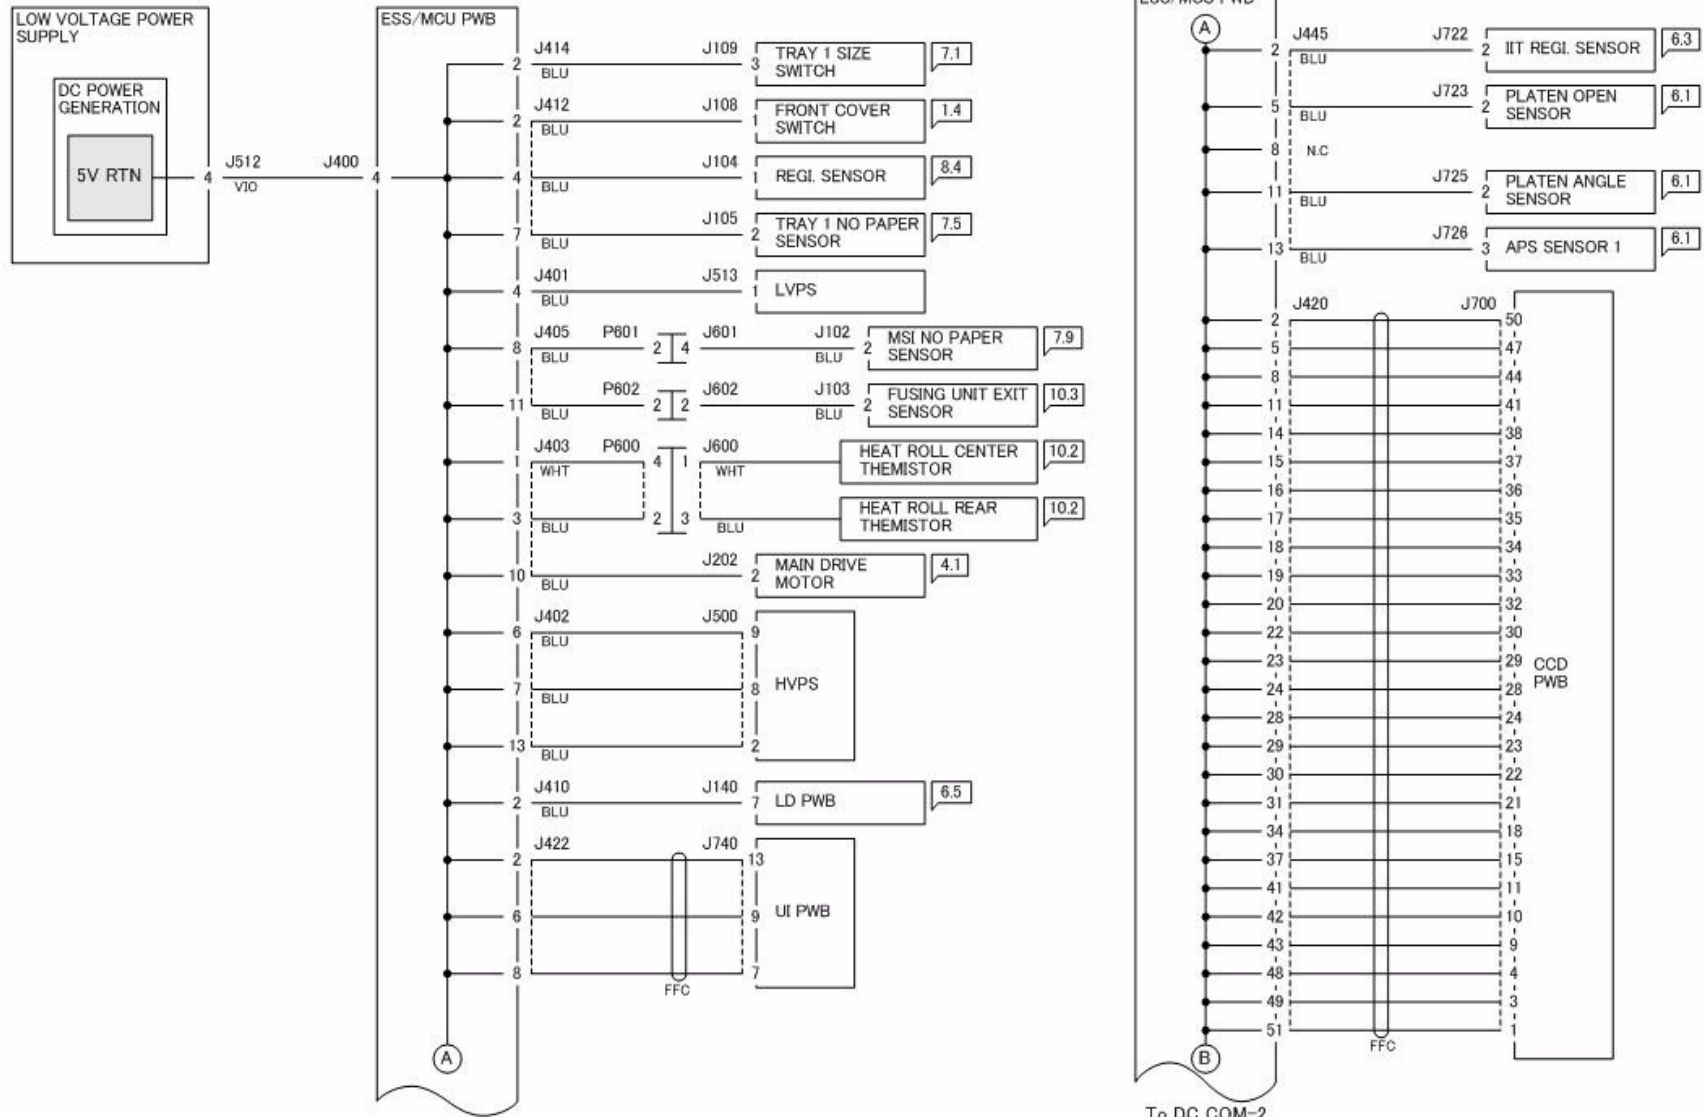 LOW VOLTAGE POWER
SUPPLY
DC POWER
GENERATION
5V RTN
4
J512
VIO
J400
4
ESS/MCU PWB
2
J414
BLU
J109
3
TRAY 1 SIZE
SWITCH
7.1
2
J412
BLU
J108
1
FRONT COVER
SWITCH
1.4
4
BLU
J104
1
REGI. SENSOR
8.4
7
BLU
J105
2
TRAY 1 NO PAPER
SENSOR
7.5
4
J401
BLU
J513
1
LVPS
8
J405
BLU
P601
2
4
J601
J102
BLU
2
MSI NO PAPER
SENSOR
7.9
11
BLU
P602
2
2
J602
J103
BLU
2
FUSING UNIT EXIT
SENSOR
10.3
1
J403
WHT
P600
4
1
J600
WHT
HEAT ROLL CENTER
THEMISTOR
10.2
3
BLU
2
3
BLU
HEAT ROLL REAR
THEMISTOR
10.2
10
BLU
J202
2
MAIN DRIVE
MOTOR
4.1
6
J402
BLU
J500
9
7
BLU
8
HVPS
13
BLU
2
2
J410
BLU
J140
7
LD PWB
6.5
2
J422
J740
13
6
9
UI PWB
8
7
FFC
A
ESS/MCU PWB
A
2
J445
BLU
J722
2
IIT REGI. SENSOR
6.3
5
BLU
J723
2
PLATEN OPEN
SENSOR
6.1
8
N.C
11
BLU
J725
2
PLATEN ANGLE
SENSOR
6.1
13
BLU
J726
3
APS SENSOR 1
6.1
J420
J700
2
50
5
47
8
44
11
41
14
38
15
37
16
36
17
35
18
34
19
33
20
32
22
30
23
29
CCD
PWB
24
28
28
24
29
23
30
22
31
21
34
18
37
15
41
11
42
10
43
9
48
4
49
3
51
1
FFC
B
To DC COM-2